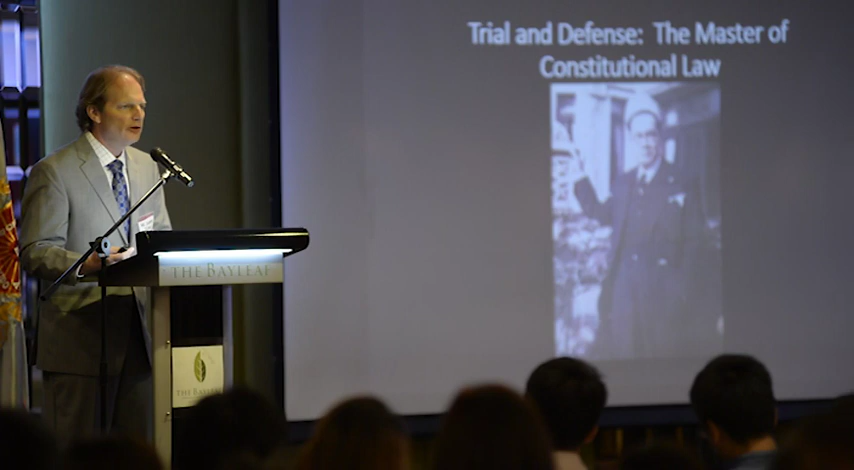 Trial and Defense: The Master of
Constitutional Law
THE BAYLEAF
THE BAYLEAF